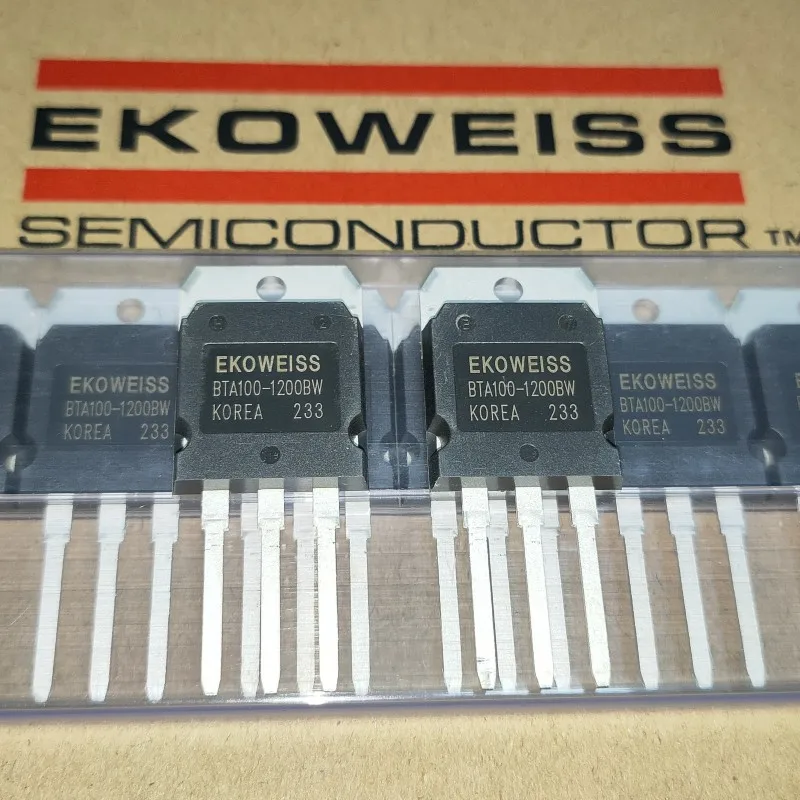 EKOWEISS
SEMICONDUCTOR TM
EKOWEISS
BTA100-1200BW
KOREA 233
EKOWEISS
BTA100-1200BW
KOREA 233
EKOWEISS
BTA100-1200BW
KOREA 233
EKOWEISS
BTA100-1200BW
KOREA 233